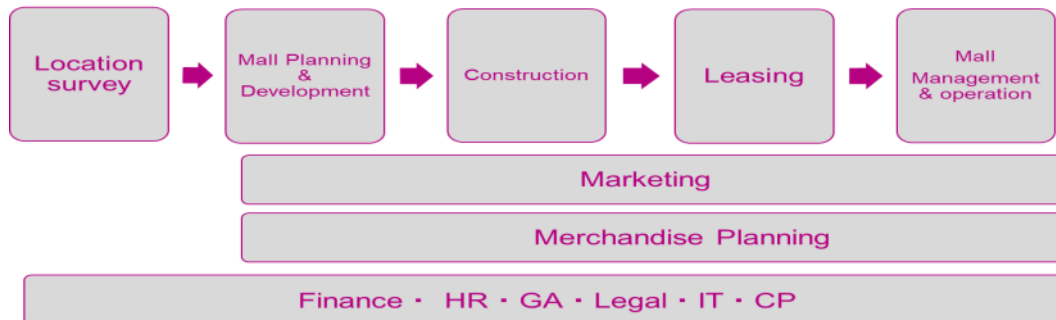 Location
survey
Mall Planning
&
Development
Construction
Leasing
Mall
Management
& operation
Marketing
Merchandise Planning
Finance · HR · GA · Legal · IT · CP